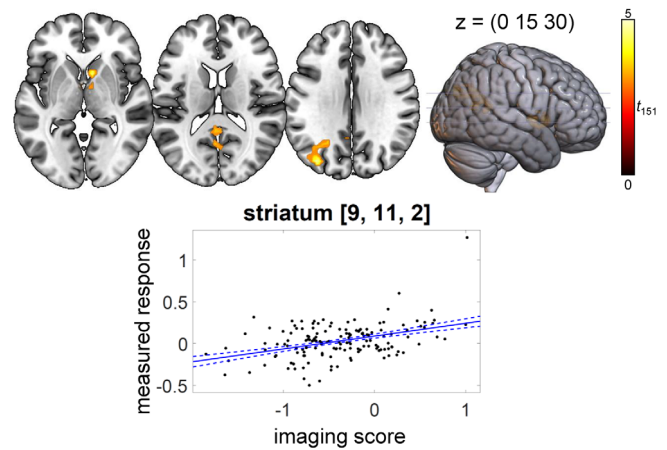 z = (0 15 30)
5
t151
0
striatum [9, 11, 2]
measured response
1
0.5
0
-0.5
-1
0
1
imaging score